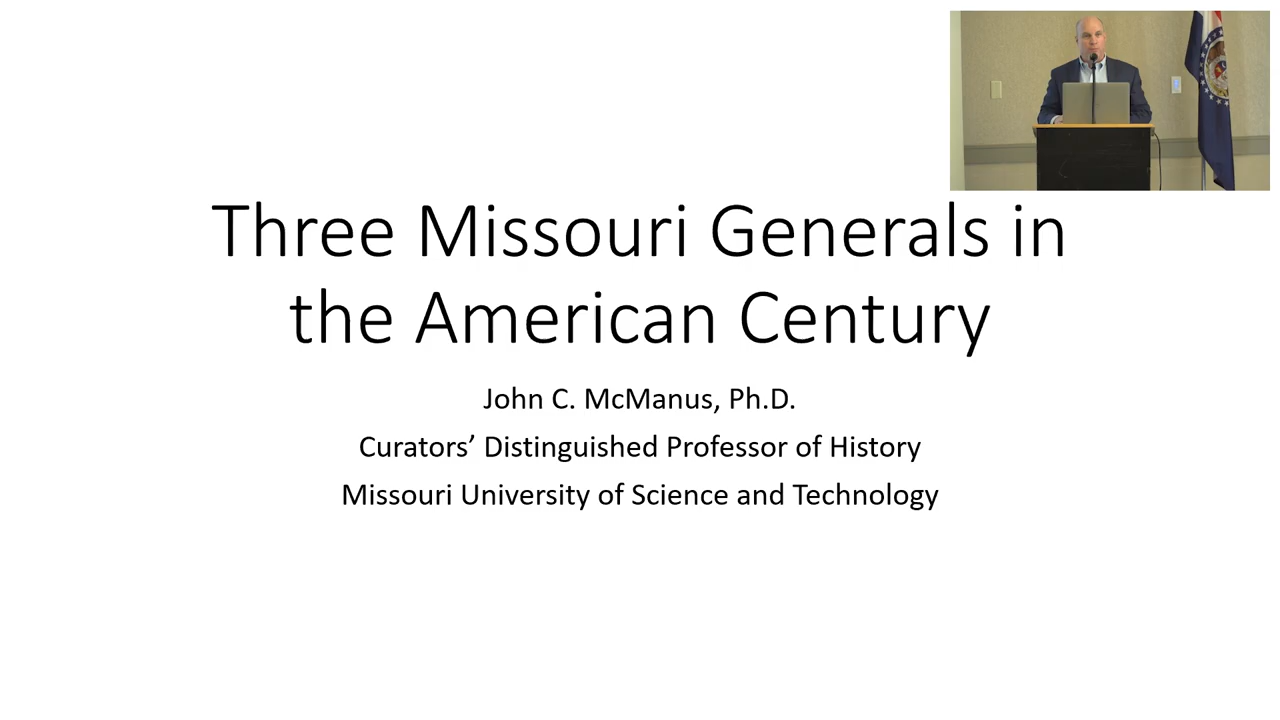 Three Missouri Generals in
the American Century
John C. McManus, Ph.D.
Curators’ Distinguished Professor of History
Missouri University of Science and Technology